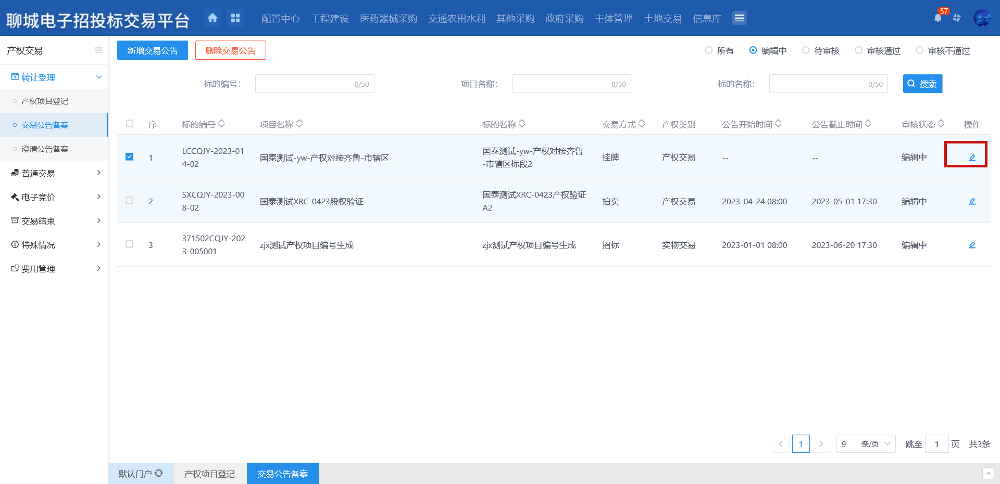 聊城电子招投标交易平台
配置中心 工程建设 医药器械采购 交通农田水利 其他采购 政府采购 主体管理 土地交易 信息库
57
产权交易
转让受理
产权项目登记
交易公告备案
澄清公告备案
普通交易
电子竞价
交易结束
特殊情况
费用管理
新增交易公告 删除交易公告
所有 编辑中 待审核 审核通过 审核不通过
标的编号： 0/50 项目名称： 0/50 标的名称： 0/50 搜索
序 标的编号 项目名称 标的名称 交易方式 产权类别 公告开始时间 公告截止时间 审核状态 操作
1 LCCQJY-2023-01
4-02 国泰测试-yw-产权对接齐鲁-市辖区 国泰测试-yw-产权对接齐鲁
-市辖区标段2 挂牌 产权交易 -- -- 编辑中
2 SXCQJY-2023-00
8-02 国泰测试XRC-0423股权验证 国泰测试XRC-0423产权验证
A2 拍卖 产权交易 2023-04-24 08:00 2023-05-01 17:30 编辑中
3 371502CQJY-202
3-005001 zjx测试产权项目编号生成 zjx测试产权项目编号生成 招标 实物交易 2023-01-01 08:00 2023-06-20 17:30 编辑中
1 9 条/页 跳至 1 页 共3条
默认门户 产权项目登记 交易公告备案